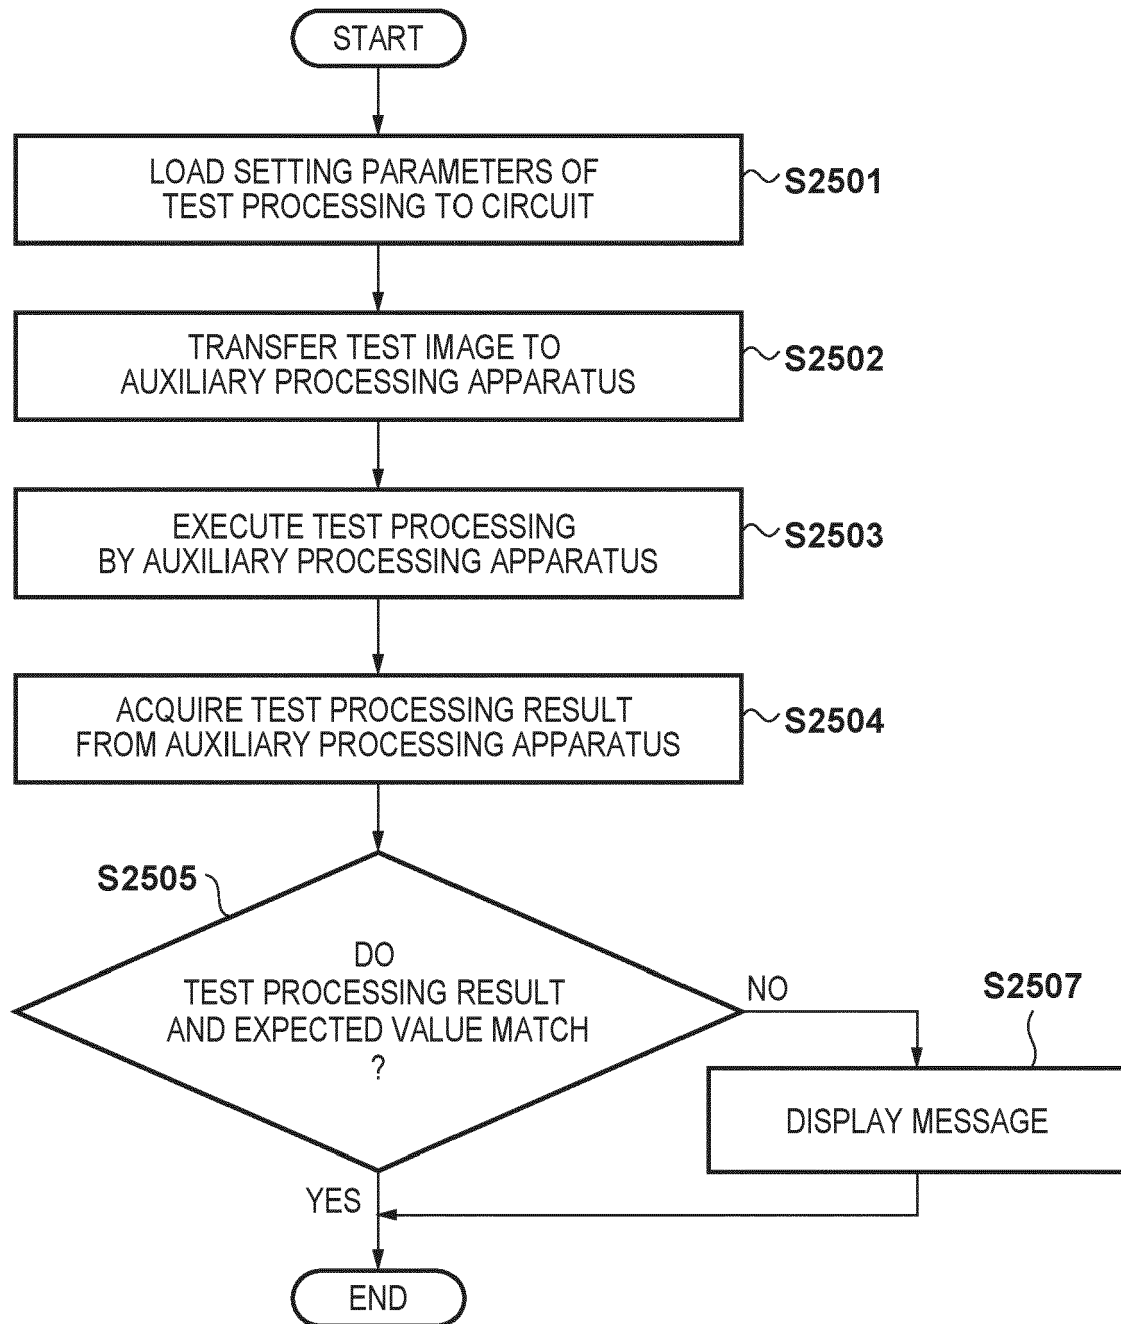 START
LOAD SETTING PARAMETERS OF
TEST PROCESSING TO CIRCUIT
S2501
TRANSFER TEST IMAGE TO
AUXILIARY PROCESSING APPARATUS
S2502
EXECUTE TEST PROCESSING
BY AUXILIARY PROCESSING APPARATUS
S2503
ACQUIRE TEST PROCESSING RESULT
FROM AUXILIARY PROCESSING APPARATUS
S2504
S2505
DO
TEST PROCESSING RESULT
AND EXPECTED VALUE MATCH
?
NO
S2507
DISPLAY MESSAGE
YES
END